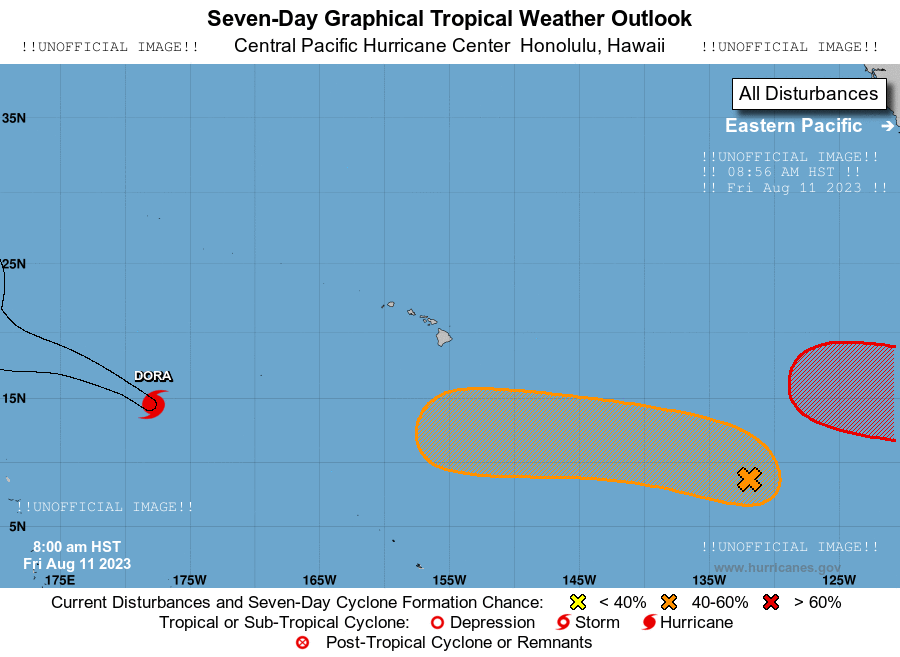 Seven-Day Graphical Tropical Weather Outlook
!!UNOFFICIAL IMAGE!! Central Pacific Hurricane Center Honolulu, Hawaii !!UNOFFICIAL IMAGE!!
All Disturbances
35N
Eastern Pacific
!!UNOFFICIAL IMAGE!!
!! 08:56 AM HST !!
!! Fri Aug 11 2023 !!
25N
DORA
15N
!!UNOFFICIAL IMAGE!!
5N
8:00 am HST
!!UNOFFICIAL IMAGE!!
Fri Aug 11 2023
www.hurricanes.gov
175E 175W 165W 155W 145W 135W 125W
Current Disturbances and Seven-Day Cyclone Formation Chance: < 40% 40-60% > 60%
Tropical or Sub-Tropical Cyclone: Depression Storm Hurricane
Post-Tropical Cyclone or Remnants